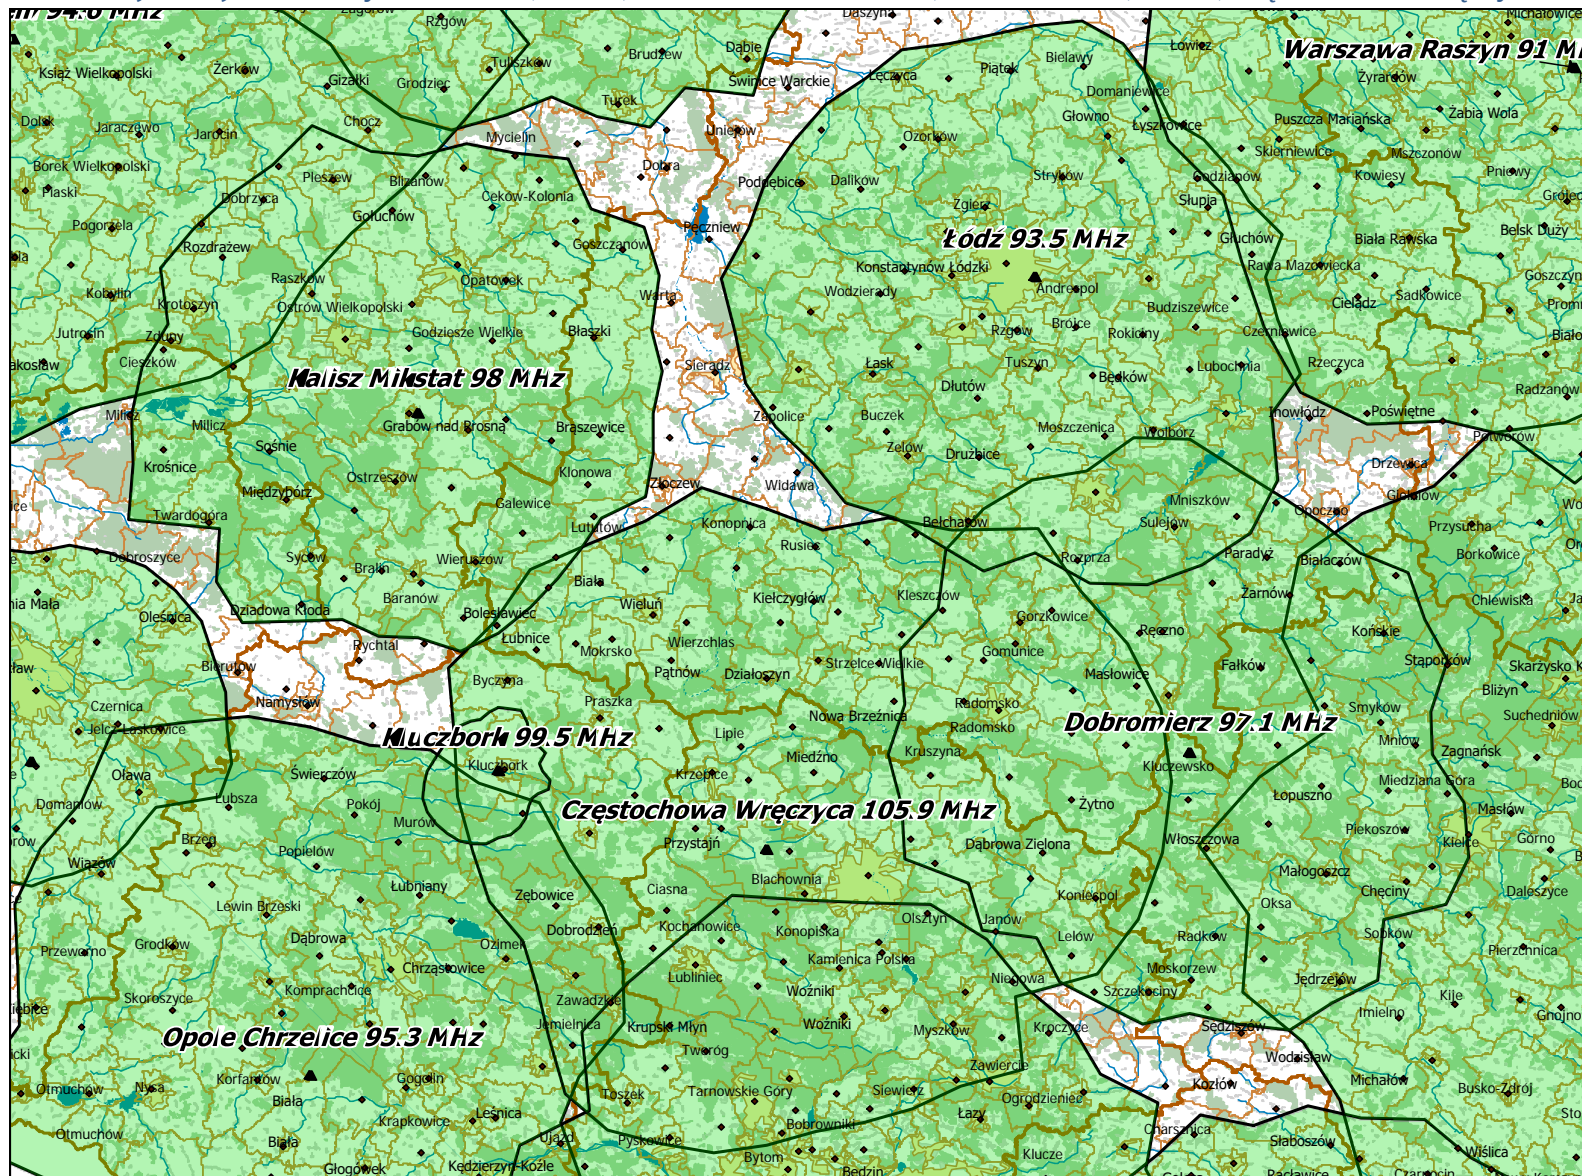 94.6 MHz
Rzgów
Daszyn
Michałowice
Książ Wielkopolski
Żerków
Gizałki
Grodziec
Tuliszków
Brudzew
Dąbie
Świnice Warckie
Łęczyca
Piątek
Bielawy
Łowicz
Warszawa Raszyn 91 M
Żyrardów
Domaniewice
Dolsk
Jaraczewo
Jarocin
Chocz
Turek
Mycielin
Uniejów
Ozorków
Głowno
Łyszkowice
Puszcza Mariańska
Żabia Wola
Skierniewice
Mszczonów
Borek Wielkopolski
Piaski
Pleszew
Blizanów
Dobra
Dobrzyca
Ceków-Kolonia
Poddębice
Dalików
Stryków
Godzianów
Kowiesy
Pniewy
Pogorzela
Gołuchów
Zgierz
Słupia
Pęczniew
Rozdrażew
Goszczanów
Łódź 93.5 MHz
Głuchów
Biała Rawska
Belsk Duży
Raszków
Opatówek
Konstantynów Łódzki
Rawa Mazowiecka
Goszczyn
Kobylin
Krotoszyn
Ostrów Wielkopolski
Warta
Wodzierady
Andrespol
Budziszewice
Cielądz
Sadkowice
Jutrosin
Zduny
Godziesze Wielkie
Błaszki
Rzgów
Brójce
Rokiciny
Czerniewice
Cieszków
Sieradz
Łask
Tuszyn
Będków
Lubochnia
Rzeczyca
Kalisz Mikstat 98 MHz
Dłutów
Radzanów
Milicz
Milicz
Grabów nad Prosną
Brąszewice
Zapolice
Buczek
Moszczenica
Wolbórz
Inowłódz
Poświętne
Potworów
Sośnie
Krośnice
Zelów
Drużbice
Drzewica
Ostrzeszów
Klonowa
Międzybórz
Galewice
Złoczew
Widawa
Mniszków
Gielniów
Opoczno
Twardogóra
Lututów
Konopnica
Bełchatów
Sulejów
Przysucha
Dobroszyce
Syców
Bralin
Wieruszów
Rusiec
Rozprza
Paradyż
Białaczów
Borkowice
Biała
Baranów
Wieluń
Kiełczygłów
Kleszczów
Żarnów
Chlewiska
Oleśnica
Dziadowa Kłoda
Bolesławiec
Gorzkowice
Łubnice
Wierzchlas
Ręczno
Końskie
Rychtal
Mokrsko
Gomunice
Bierutów
Pątnów
Strzelce Wielkie
Fałków
Stąporków
Działoszyn
Masłowice
Byczyna
Bliżyn
Namysłów
Praszka
Radomsko
Smyków
Czernica
Nowa Brzeźnica
Radomsko
Dobromierz 97.1 MHz
Suchedniów
Jelcz-Laskowice
Kluczbork 99.5 MHz
Lipie
Mniów
Kruszyna
Zagnańsk
Miedźno
Kluczbork
Kluczewsko
Oława
Świerczów
Krzepice
Miedziana Góra
Domaniów
Łubsza
Pokój
Częstochowa Wręczyca 105.9 MHz
Żytno
Łopuszno
Masłów
Murów
Piekoszów
Brzeg
Popielów
Przystajń
Dąbrowa Zielona
Włoszczowa
Kielce
Górno
Wiązów
Łubniany
Zębowice
Ciasna
Blachownia
Koniecpol
Małogoszcz
Chęciny
Daleszyce
Lewin Brzeski
Oksa
Olsztyn
Janów
Dobrodzień
Kochanowice
Konopiska
Lelów
Radków
Sobków
Przeworno
Grodków
Dąbrowa
Ozimek
Kamienica Polska
Pierzchnica
Chrząstowice
Moskorzew
Lubliniec
Niegowa
Jędrzejów
Skoroszyce
Komprachcice
Woźniki
Szczekociny
Zawadzkie
Kije
Jemielnica
Krupski Młyn
Woźniki
Myszków
Kroczyce
Sędziszów
Imielno
Gnojno
Opole Chrzelice 95.3 MHz
Tworóg
Zawiercie
Wodzisław
Otmuchów
Nysa
Korfantów
Gogolin
Toszek
Tarnowskie Góry
Siewierz
Kozłów
Michałów
Busko-Zdrój
Biała
Ogrodzieniec
Krapkowice
Leśnica
Bobrowniki
Łazy
Otmuchów
Biała
Ujazd
Pyskowice
Charsznica
Słaboszów
Wiślica
Głogówek
Kędzierzyn-Koźle
Bytom
Będzin
Klucze
Racławice
Czarnocin